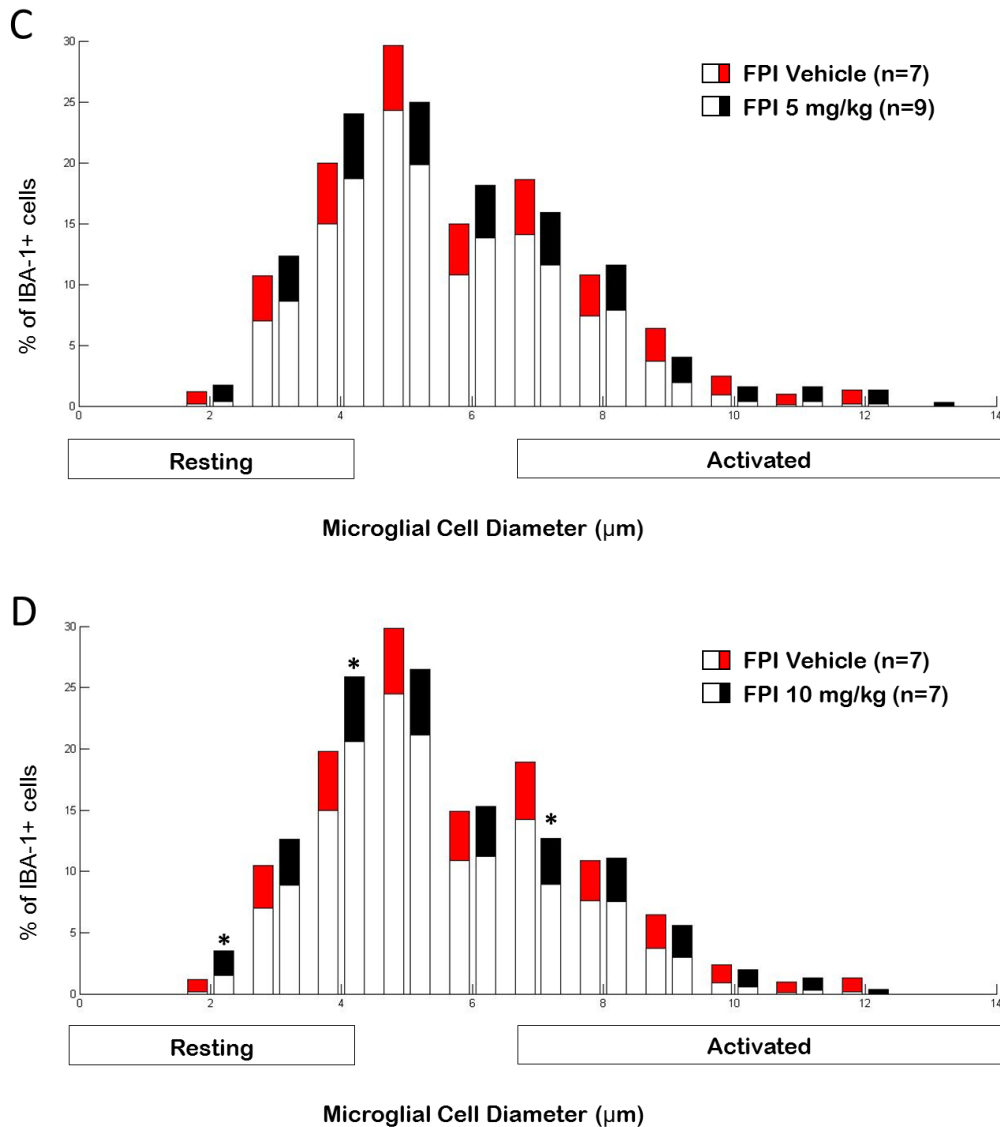 C
30
25
20
15
10
5
0
% of IBA-1+ cells
FPI Vehicle (n=7)
FPI 5 mg/kg (n=9)
0 2 4 6 8 10 12 14
Resting Activated
Microglial Cell Diameter (µm)
D
30
25
20
15
10
5
0
% of IBA-1+ cells
FPI Vehicle (n=7)
FPI 10 mg/kg (n=7)
*
*
*
0 2 4 6 8 10 12 14
Resting Activated
Microglial Cell Diameter (µm)